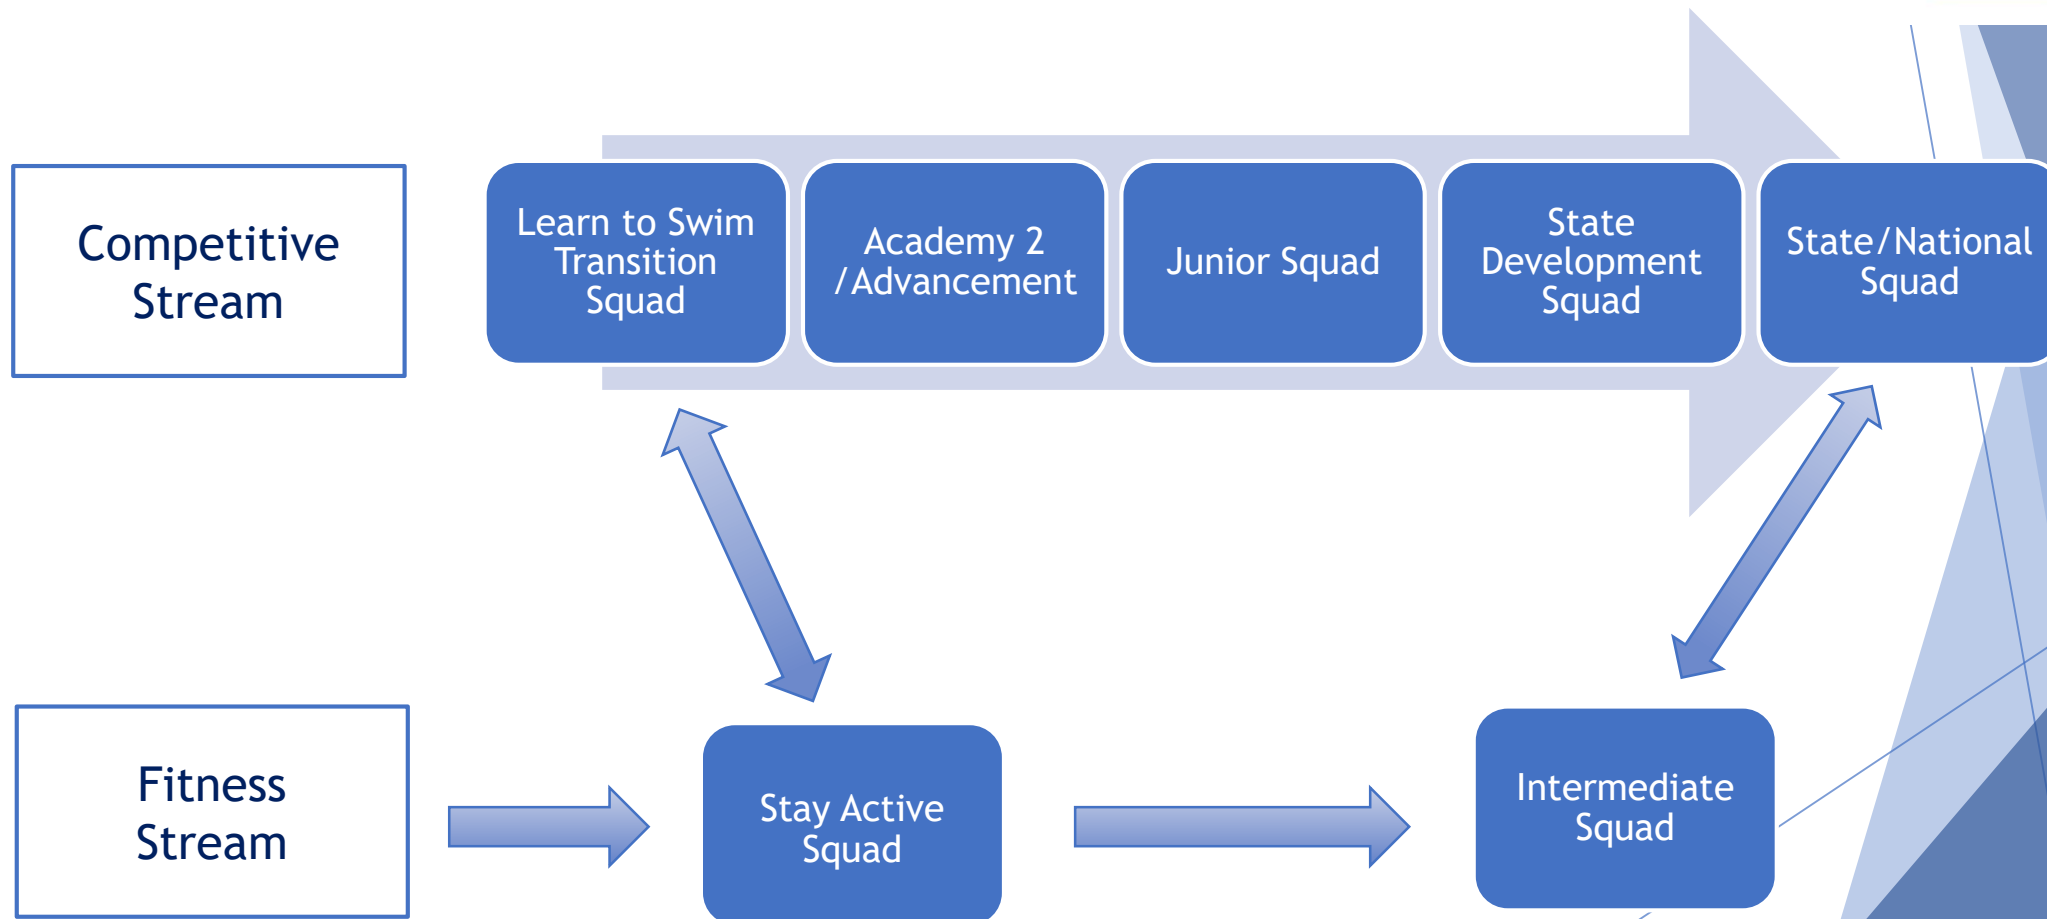 Competitive
Stream
Learn to Swim
Transition
Squad
Academy 2
/Advancement
Junior Squad
State
Development
Squad
State/National
Squad
Fitness
Stream
Stay Active
Squad
Intermediate
Squad